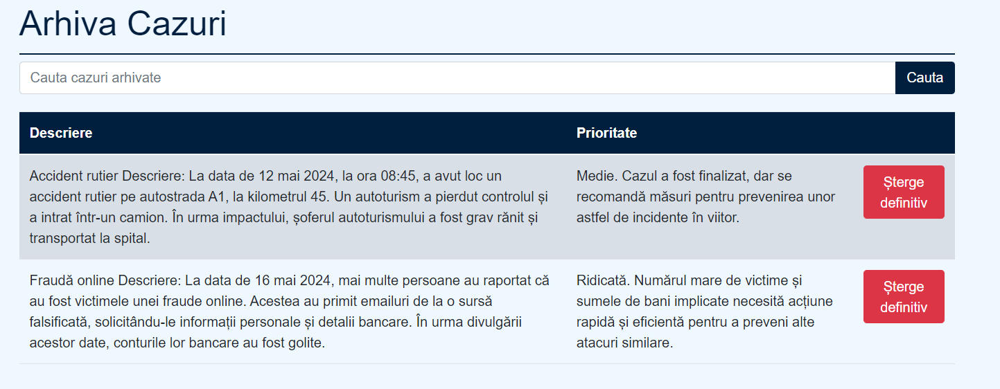 Arhiva Cazuri
Cauta cazuri arhivate
Cauta
Descriere
Prioritate
Accident rutier Descriere: La data de 12 mai 2024, la ora 08:45, a avut loc un
accident rutier pe autostrada A1, la kilometrul 45. Un autoturism a pierdut controlul și
a intrat într-un camion. În urma impactului, șoferul autoturismului a fost grav rănit și
transportat la spital.
Medie. Cazul a fost finalizat, dar se
recomandă măsuri pentru prevenirea unor
astfel de incidente în viitor.
Șterge
definitiv
Fraudă online Descriere: La data de 16 mai 2024, mai multe persoane au raportat că
au fost victimele unei fraude online. Acestea au primit emailuri de la o sursă
falsificată, solicitându-le informații personale și detalii bancare. În urma divulgării
acestor date, conturile lor bancare au fost golite.
Ridicată. Numărul mare de victime și
sumele de bani implicate necesită acțiune
rapidă și eficientă pentru a preveni alte
atacuri similare.
Șterge
definitiv